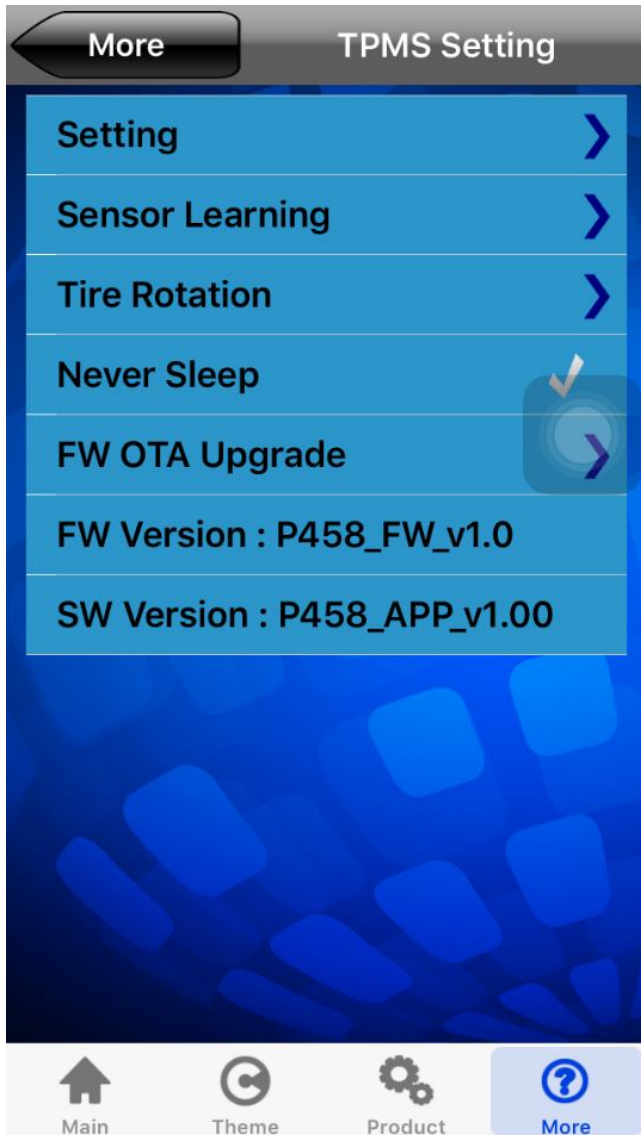 More
TPMS Setting
Setting
Sensor Learning
Tire Rotation
Never Sleep
FW OTA Upgrade
FW Version : P458_FW_v1.0
SW Version : P458_APP_v1.00
Main
Theme
Product
More